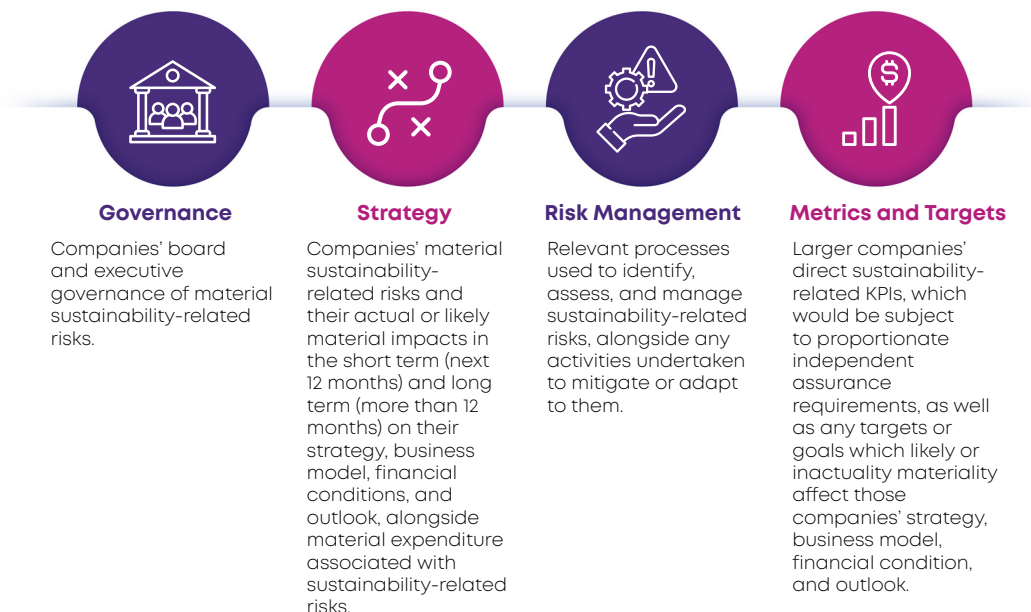 Governance
Companies’ board
and executive
governance of material
sustainability-related
risks.
Strategy
Companies’ material
sustainability-
related risks and
their actual or likely
material impacts in
the short term (next
12 months) and long
term (more than 12
months) on their
strategy, business
model, financial
conditions, and
outlook, alongside
material expenditure
associated with
sustainability-related
risks.
Risk Management
Relevant processes
used to identify,
assess, and manage
sustainability-related
risks, alongside any
activities undertaken
to mitigate or adapt
to them.
$
Metrics and Targets
Larger companies’
direct sustainability-
related KPIs, which
would be subject
to proportionate
independent
assurance
requirements, as well
as any targets or
goals which likely or
inactuality materiality
affect those
companies’ strategy,
business model,
financial condition,
and outlook.